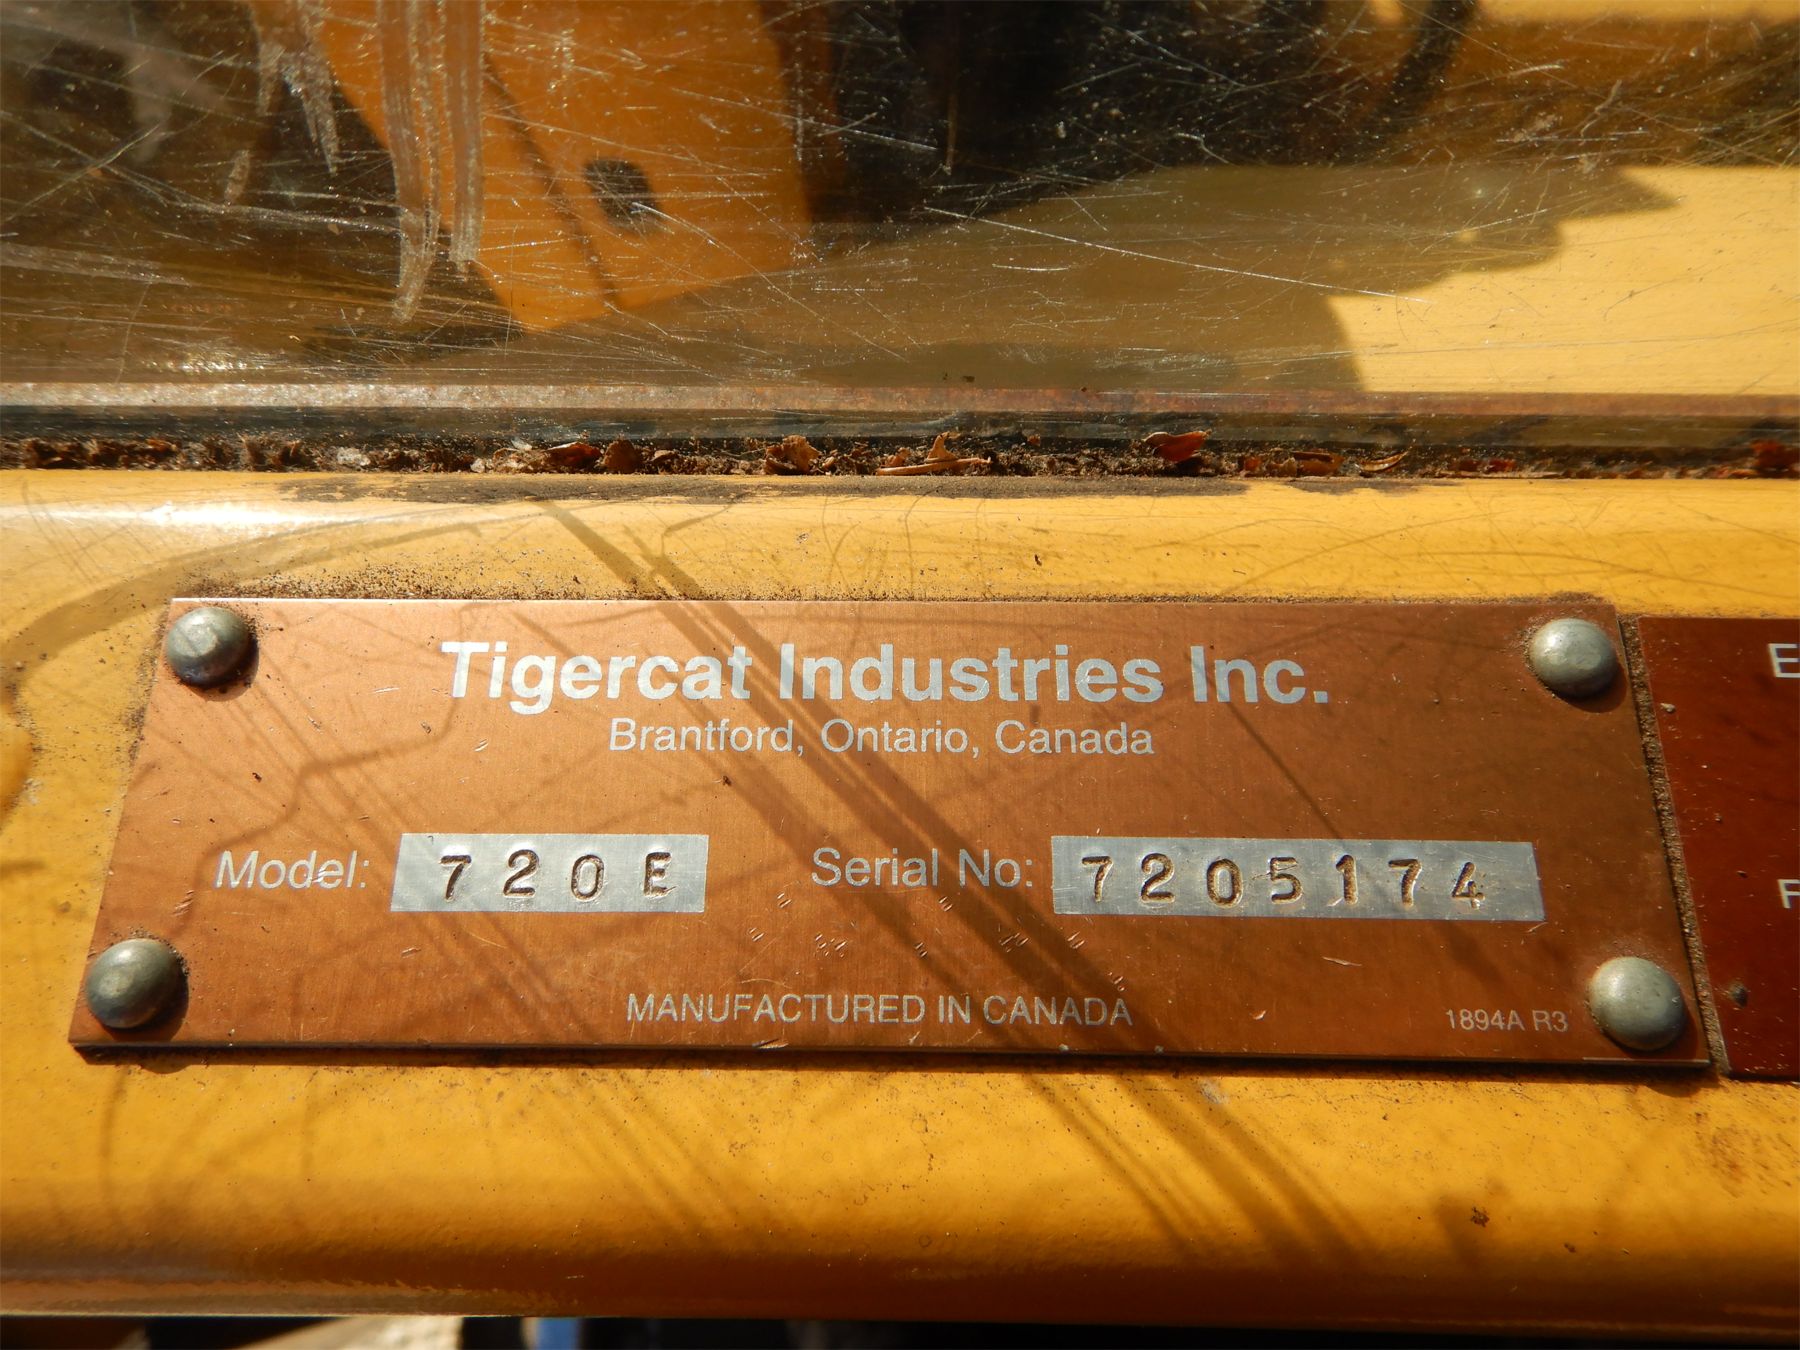 Tigercat Industries Inc.
Brantford, Ontario, Canada
Model: 720E Serial No: 7205174
MANUFACTURED IN CANADA
1894A R3
E
F